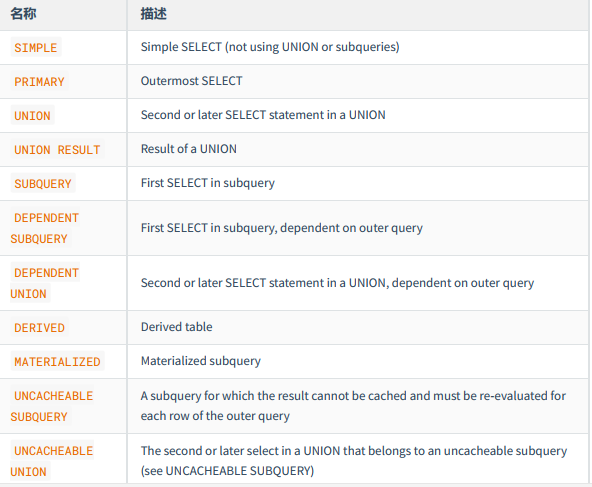 名称 描述
SIMPLE Simple SELECT (not using UNION or subqueries)
PRIMARY Outermost SELECT
UNION Second or later SELECT statement in a UNION
UNION RESULT Result of a UNION
SUBQUERY First SELECT in subquery
DEPENDENT
SUBQUERY
First SELECT in subquery, dependent on outer query
DEPENDENT
UNION
Second or later SELECT statement in a UNION, dependent on outer query
DERIVED Derived table
MATERIALIZED Materialized subquery
UNCACHEABLE
SUBQUERY
A subquery for which the result cannot be cached and must be re-evaluated for
each row of the outer query
UNCACHEABLE
UNION
The second or later select in a UNION that belongs to an uncacheable subquery
(see UNCACHEABLE SUBQUERY)